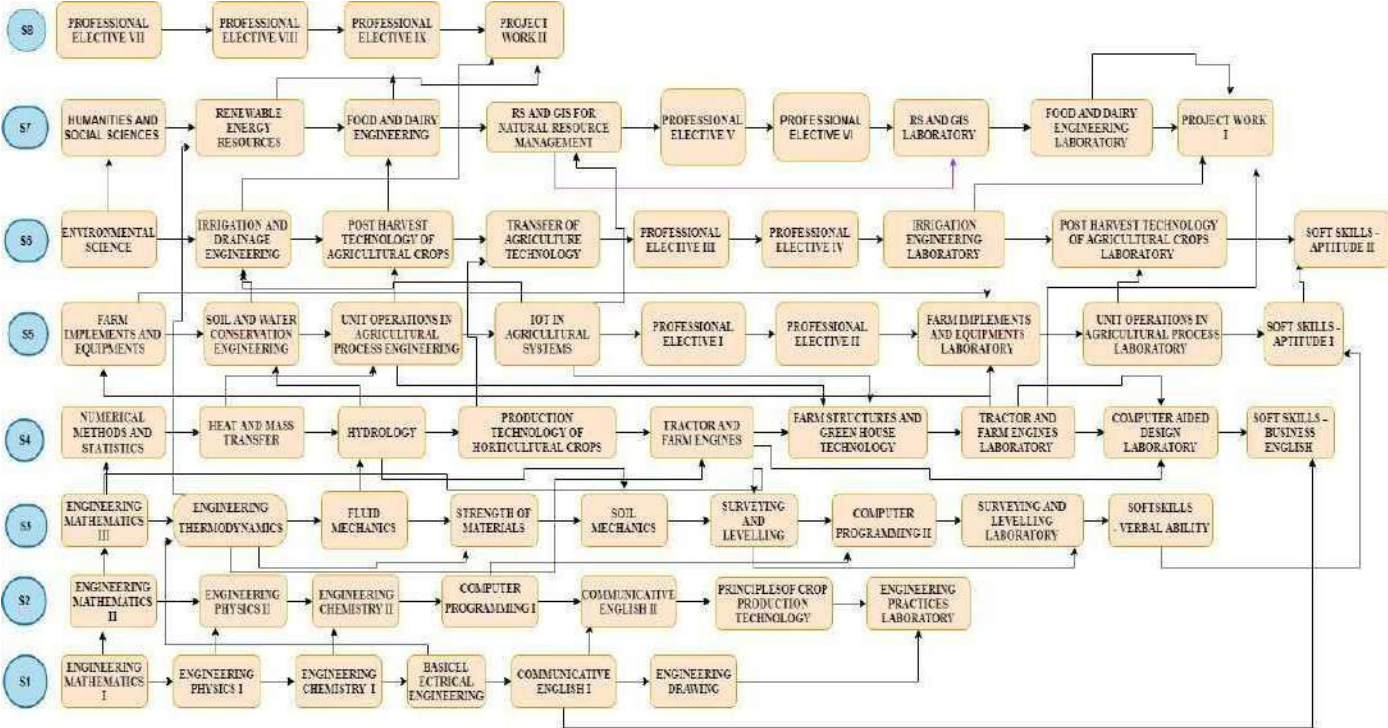 S8
PROFESSIONAL
ELECTIVE VII
PROFESSIONAL
ELECTIVE VIII
PROFESSIONAL
ELECTIVE IX
PROJECT
WORK II
S7
HUMANITIES AND
SOCIAL SCIENCES
RENEWABLE
ENERGY
RESOURCES
FOOD AND DAIRY
ENGINEERING
RS AND GIS FOR
NATURAL RESOURCE
MANAGEMENT
PROFESSIONAL
ELECTIVE V
PROFESSIONAL
ELECTIVE VI
RS AND GIS
LABORATORY
FOOD AND DAIRY
ENGINEERING
LABORATORY
PROJECT WORK
I
S6
ENVIRONMENTAL
SCIENCE
IRRIGATION AND
DRAINAGE
ENGINEERING
POST HARVEST
TECHNOLOGY OF
AGRICULTURAL CROPS
TRANSFER OF
AGRICULTURE
TECHNOLOGY
PROFESSIONAL
ELECTIVE III
PROFESSIONAL
ELECTIVE IV
IRRIGATION
ENGINEERING
LABORATORY
POST HARVEST TECHNOLOGY
OF AGRICULTURAL CROPS
LABORATORY
SOFT SKILLS -
APTITUDE II
S5
FARM
IMPLEMENTS AND
EQUIPMENTS
SOIL AND WATER
CONSERVATION
ENGINEERING
UNIT OPERATIONS IN
AGRICULTURAL
PROCESS ENGINEERING
IOT IN
AGRICULTURAL
SYSTEMS
PROFESSIONAL
ELECTIVE I
PROFESSIONAL
ELECTIVE II
FARM IMPLEMENTS
AND EQUIPMENTS
LABORATORY
UNIT OPERATIONS IN
AGRICULTURAL PROCESS
LABORATORY
SOFT SKILLS -
APTITUDE I
S4
NUMERICAL
METHODS AND
STATISTICS
HEAT AND MASS
TRANSFER
HYDROLOGY
PRODUCTION
TECHNOLOGY OF
HORTICULTURAL CROPS
TRACTOR AND
FARM ENGINES
FARM STRUCTURES AND
GREEN HOUSE
TECHNOLOGY
TRACTOR AND
FARM ENGINES
LABORATORY
COMPUTER AIDED
DESIGN
LABORATORY
SOFT SKILLS -
BUSINESS
ENGLISH
S3
ENGINEERING
MATHEMATICS
III
ENGINEERING
THERMODYNAMICS
FLUID
MECHANICS
STRENGTH OF
MATERIALS
SOIL
MECHANICS
SURVEYING
AND
LEVELLING
COMPUTER
PROGRAMMING II
SURVEYING AND
LEVELLING
LABORATORY
SOFTSKILLS
- VERBAL ABILITY
S2
ENGINEERING
MATHEMATICS
II
ENGINEERING
PHYSICS II
ENGINEERING
CHEMISTRY II
COMPUTER
PROGRAMMING I
COMMUNICATIVE
ENGLISH II
PRINCIPLESOF CROP
PRODUCTION
TECHNOLOGY
ENGINEERING
PRACTICES
LABORATORY
S1
ENGINEERING
MATHEMATICS
I
ENGINEERING
PHYSICS I
ENGINEERING
CHEMISTRY I
BASICEL
ECTRICAL
ENGINEERING
COMMUNICATIVE
ENGLISH I
ENGINEERING
DRAWING